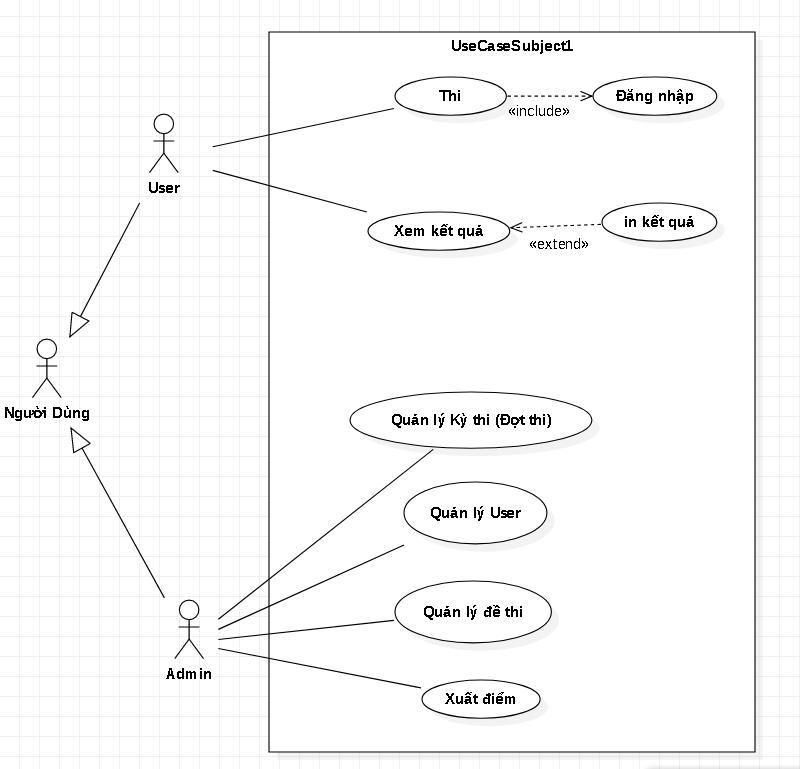 UseCaseSubject1
Thi
Đăng nhập
«include»
User
Xem kết quả
in kết quả
«extend»
Người Dùng
Quản lý Kỳ thi (Đợt thi)
Quản lý User
Quản lý đề thi
Admin
Xuất điểm